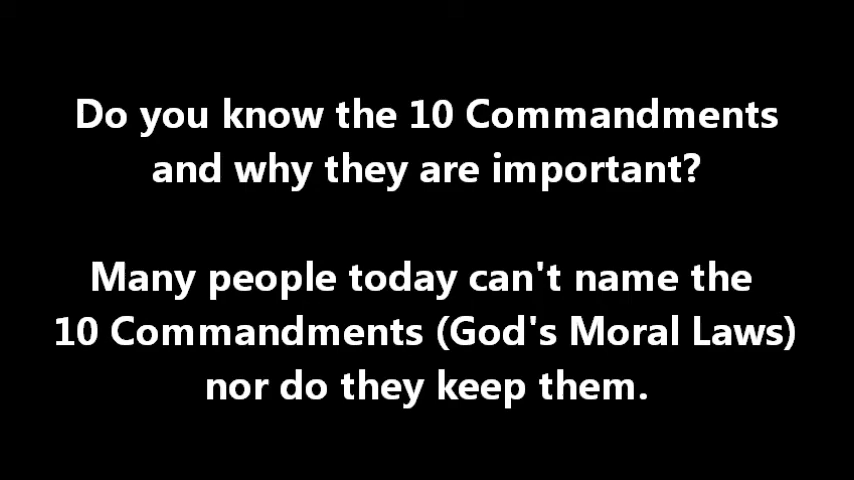 Do you know the 10 Commandments
and why they are important?
Many people today can't name the
10 Commandments (God's Moral Laws)
nor do they keep them.